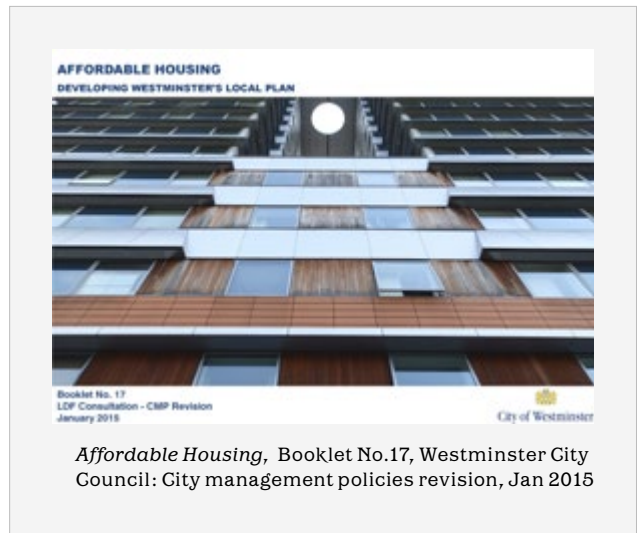 AFFORDABLE HOUSING
DEVELOPING WESTMINSTER'S LOCAL PLAN
Booklet No. 17
LDF Consultation - CMP Revision
January 2015
City of Westminster
Affordable Housing, Booklet No.17, Westminster City
Council: City management policies revision, Jan 2015